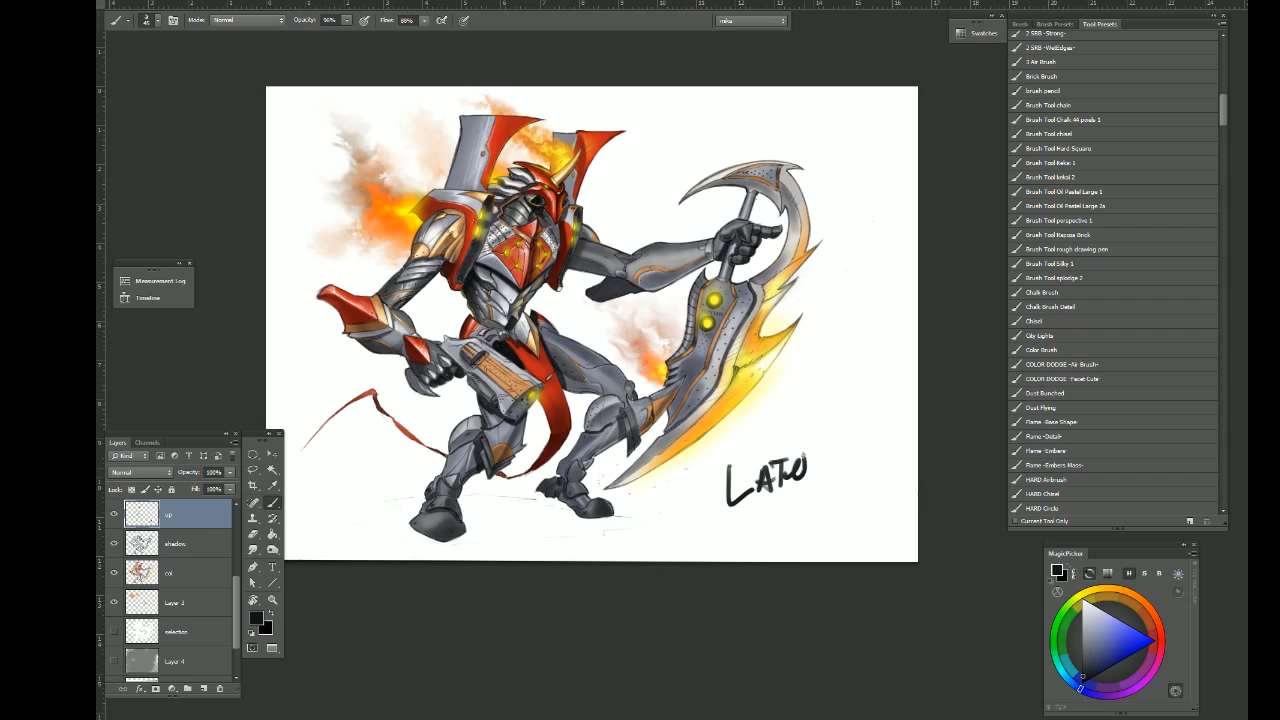 Mode: Normal Opacity: 96% Flow: 88% mike
Swatches
Brush Brush Presets Tool Presets
2 SRB -Strong-
2 SRB -WetEdges-
3 Air Brush
Brick Brush
brush pencil
Brush Tool chain
Brush Tool Chalk 44 pixels 1
Brush Tool chisel
Brush Tool Hard Square
Brush Tool Kekai 1
Brush Tool kekai 2
Brush Tool Oil Pastel Large 1
Brush Tool Oil Pastel Large 2a
Brush Tool perspective 1
Brush Tool Rapoza Brick
Brush Tool rough drawing pen
Brush Tool Silky 1
Brush Tool splodge 2
Chalk Brush
Chalk Brush Detail
Chisel
City Lights
Color Brush
COLOR DODGE -Air Brush-
COLOR DODGE -Facet Cuts-
Dust Bunched
Dust Flying
Flame -Base Shape-
Flame -Detail-
Flame -Embers-
Flame -Embers Mass-
HARD Airbrush
HARD Chisel
HARD Circle
Current Tool Only
Measurement Log
Timeline
LATO
Layers Channels
Kind
Normal Opacity: 100%
Lock: Fill: 100%
up
shadow
col
Layer 3
selection
Layer 4
MagicPicker
H S B